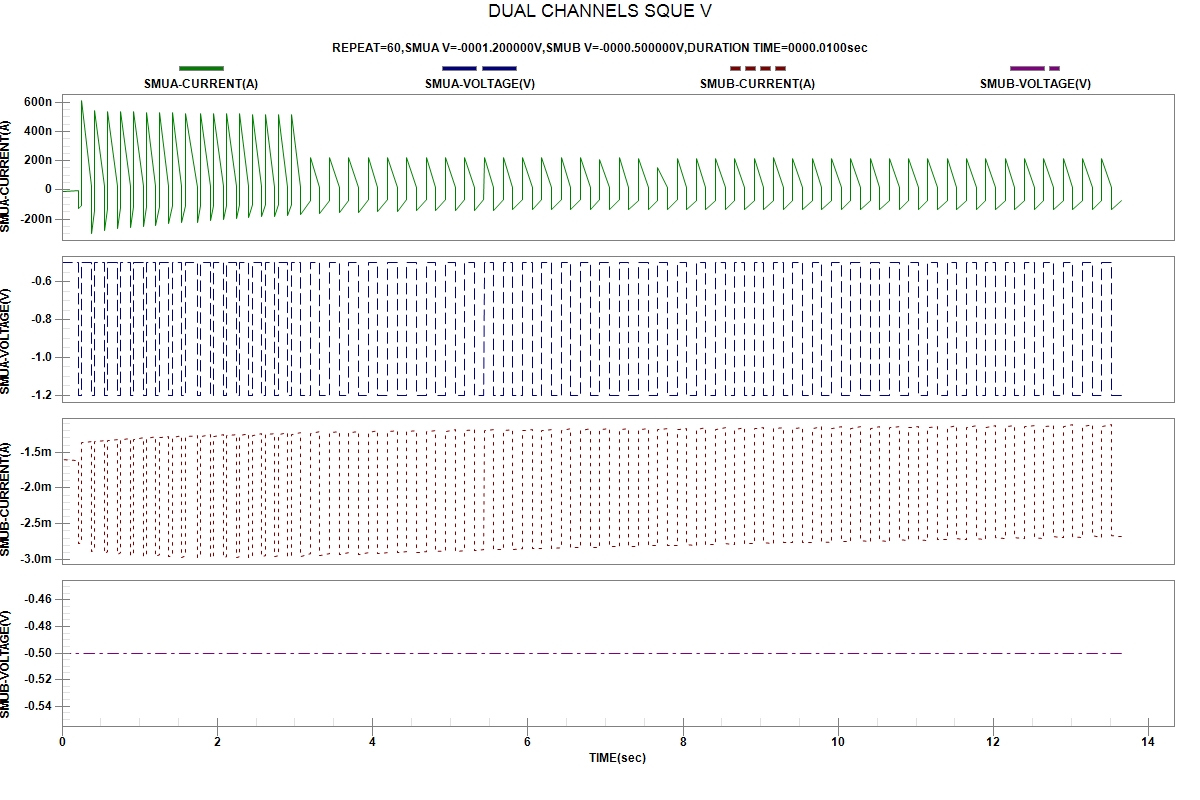 DUAL CHANNELS SQUE V
REPEAT=60,SMUA V=-0001.200000V,SMUB V=-0000.500000V,DURATION TIME=0000.0100sec
SMUA-CURRENT(A) SMUA-VOLTAGE(V) SMUB-CURRENT(A) SMUB-VOLTAGE(V)
SMUA-CURRENT(A)
600n
400n
200n
0
-200n
SMUA-VOLTAGE(V)
-0.6
-0.8
-1.0
-1.2
SMUB-CURRENT(A)
-1.5m
-2.0m
-2.5m
-3.0m
SMUB-VOLTAGE(V)
-0.46
-0.48
-0.50
-0.52
-0.54
0 2 4 6 8 10 12 14
TIME(sec)